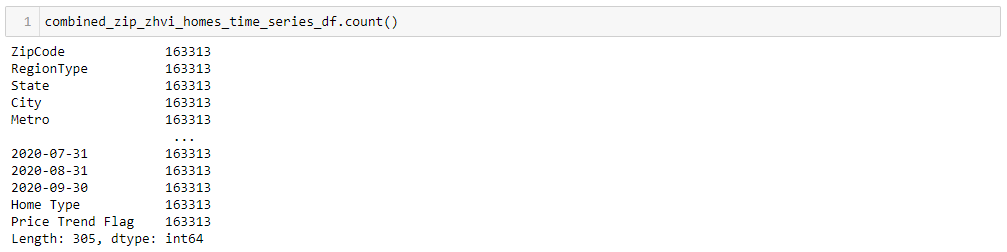 1 combined_zip_zhvi_homes_time_series_df.count()
ZipCode 163313
RegionType 163313
State 163313
City 163313
Metro 163313
...
2020-07-31 163313
2020-08-31 163313
2020-09-30 163313
Home Type 163313
Price Trend Flag 163313
Length: 305, dtype: int64